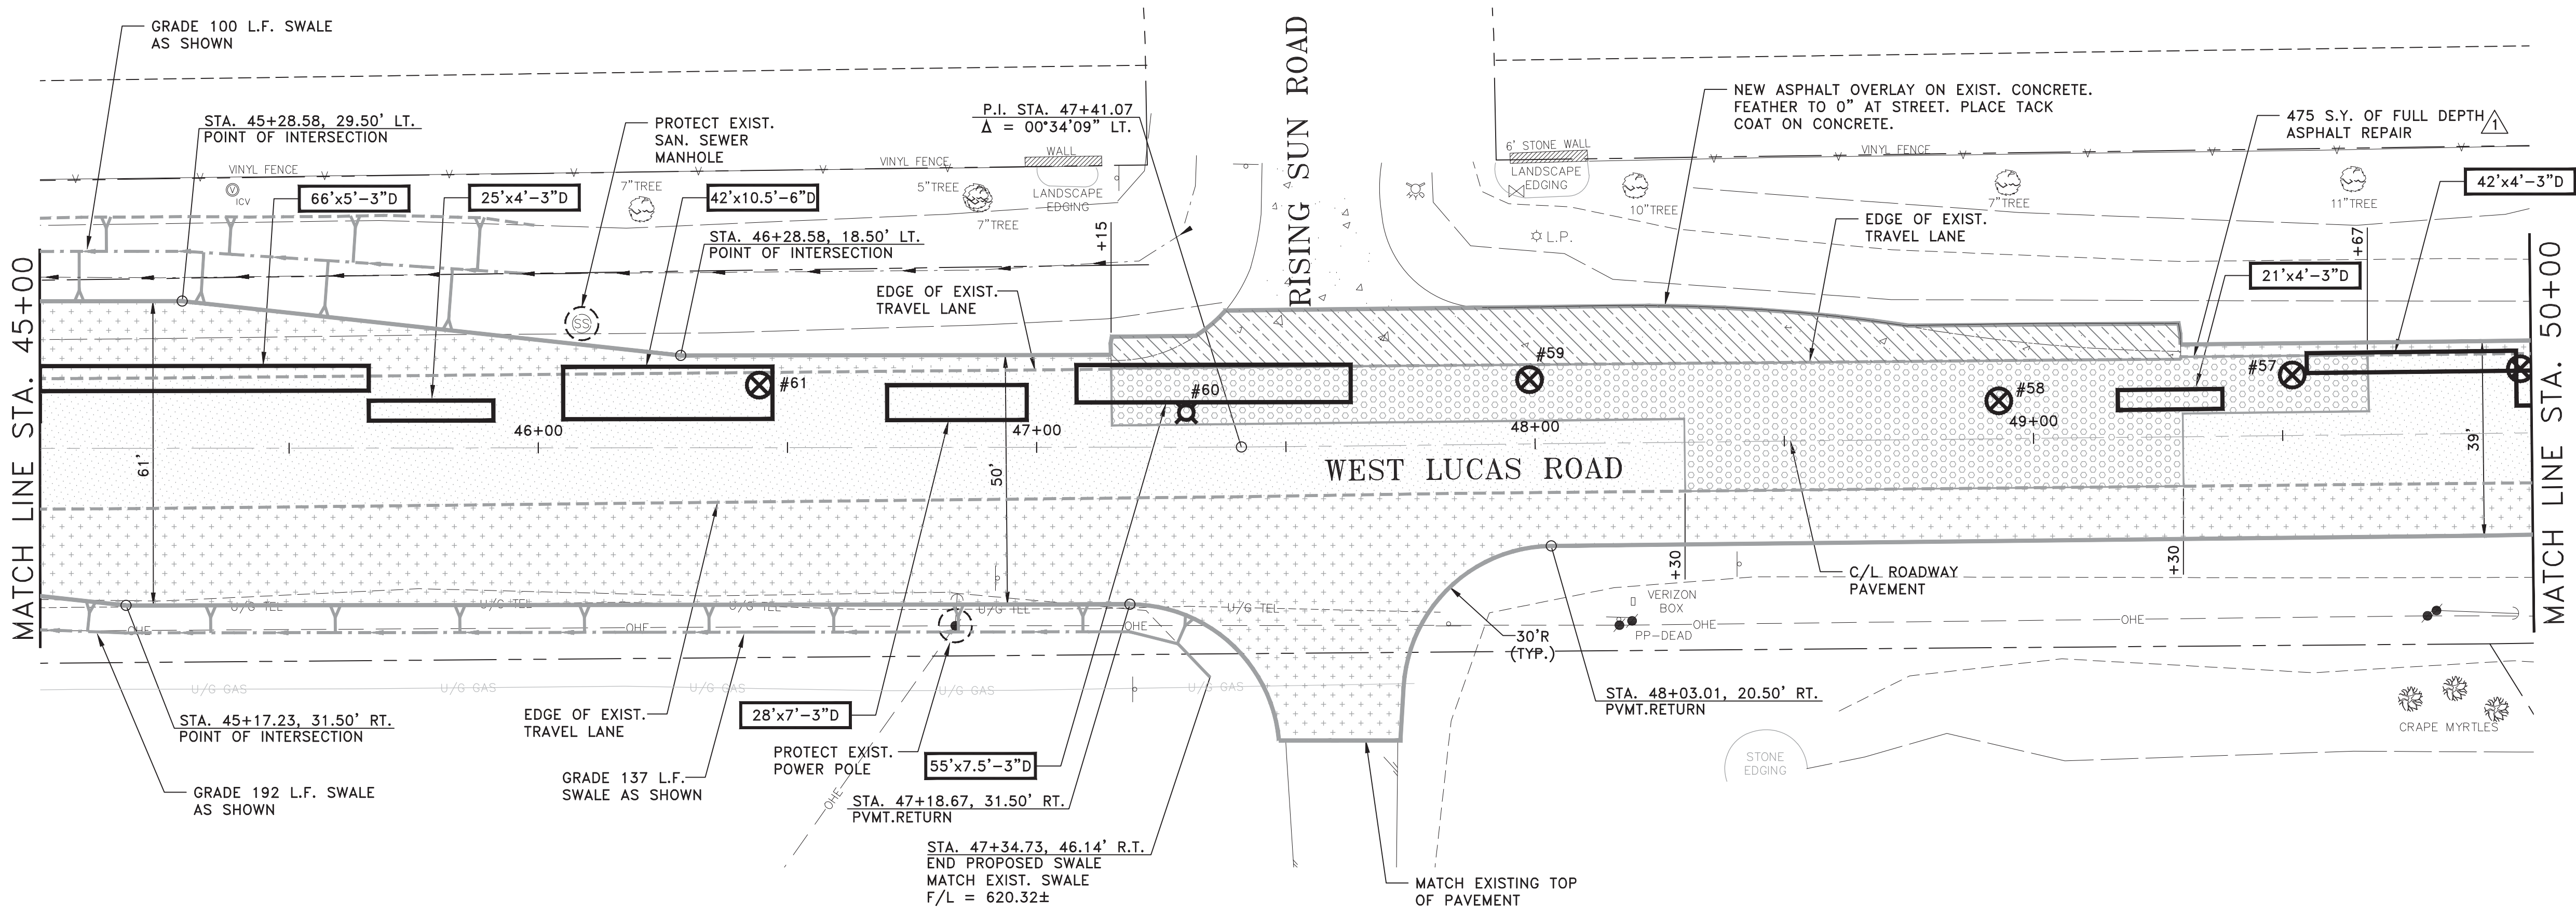 GRADE 100 L.F. SWALE
AS SHOWN
STA. 45+28.58, 29.50' LT.
POINT OF INTERSECTION
PROTECT EXIST.
SAN. SEWER
MANHOLE
P.I. STA. 47+41.07
Δ = 00°34'09" LT.
RISING SUN ROAD
NEW ASPHALT OVERLAY ON EXIST. CONCRETE.
FEATHER TO 0" AT STREET. PLACE TACK
COAT ON CONCRETE.
475 S.Y. OF FULL DEPTH
ASPHALT REPAIR
1
VINYL FENCE
VINYL FENCE
WALL
6' STONE WALL
VINYL FENCE
V
ICV
66'x5'-3"D
25'x4'-3"D
7"TREE
42'x10.5'-6"D
5"TREE
7"TREE
LANDSCAPE
EDGING
LANDSCAPE
EDGING
10"TREE
7"TREE
11"TREE
42'x4'-3"D
STA. 46+28.58, 18.50' LT.
POINT OF INTERSECTION
+15
L.P.
EDGE OF EXIST.
TRAVEL LANE
+67
21'x4'-3"D
EDGE OF EXIST.
TRAVEL LANE
SS
MATCH LINE STA. 45+00
MATCH LINE STA. 50+00
#61
#60
#59
#58
#57
46+00
47+00
48+00
49+00
61'
50'
39'
WEST LUCAS ROAD
+30
+30
C/L ROADWAY
PAVEMENT
U/G TEL
U/G TEL
U/G TEL
U/G TEL
U/G TEL
VERIZON
BOX
OHE
OHE
OHE
OHE
OHE
PP-DEAD
30'R
(TYP.)
U/G GAS
U/G GAS
U/G GAS
U/G GAS
U/G GAS
STA. 45+17.23, 31.50' RT.
POINT OF INTERSECTION
EDGE OF EXIST.
TRAVEL LANE
28'x7'-3"D
STA. 48+03.01, 20.50' RT.
PVMT.RETURN
CRAPE MYRTLES
STONE
EDGING
PROTECT EXIST.
POWER POLE
55'x7.5'-3"D
GRADE 137 L.F.
SWALE AS SHOWN
OHE
GRADE 192 L.F. SWALE
AS SHOWN
STA. 47+18.67, 31.50' RT.
PVMT.RETURN
STA. 47+34.73, 46.14' R.T.
END PROPOSED SWALE
MATCH EXIST. SWALE
F/L = 620.32±
MATCH EXISTING TOP
OF PAVEMENT